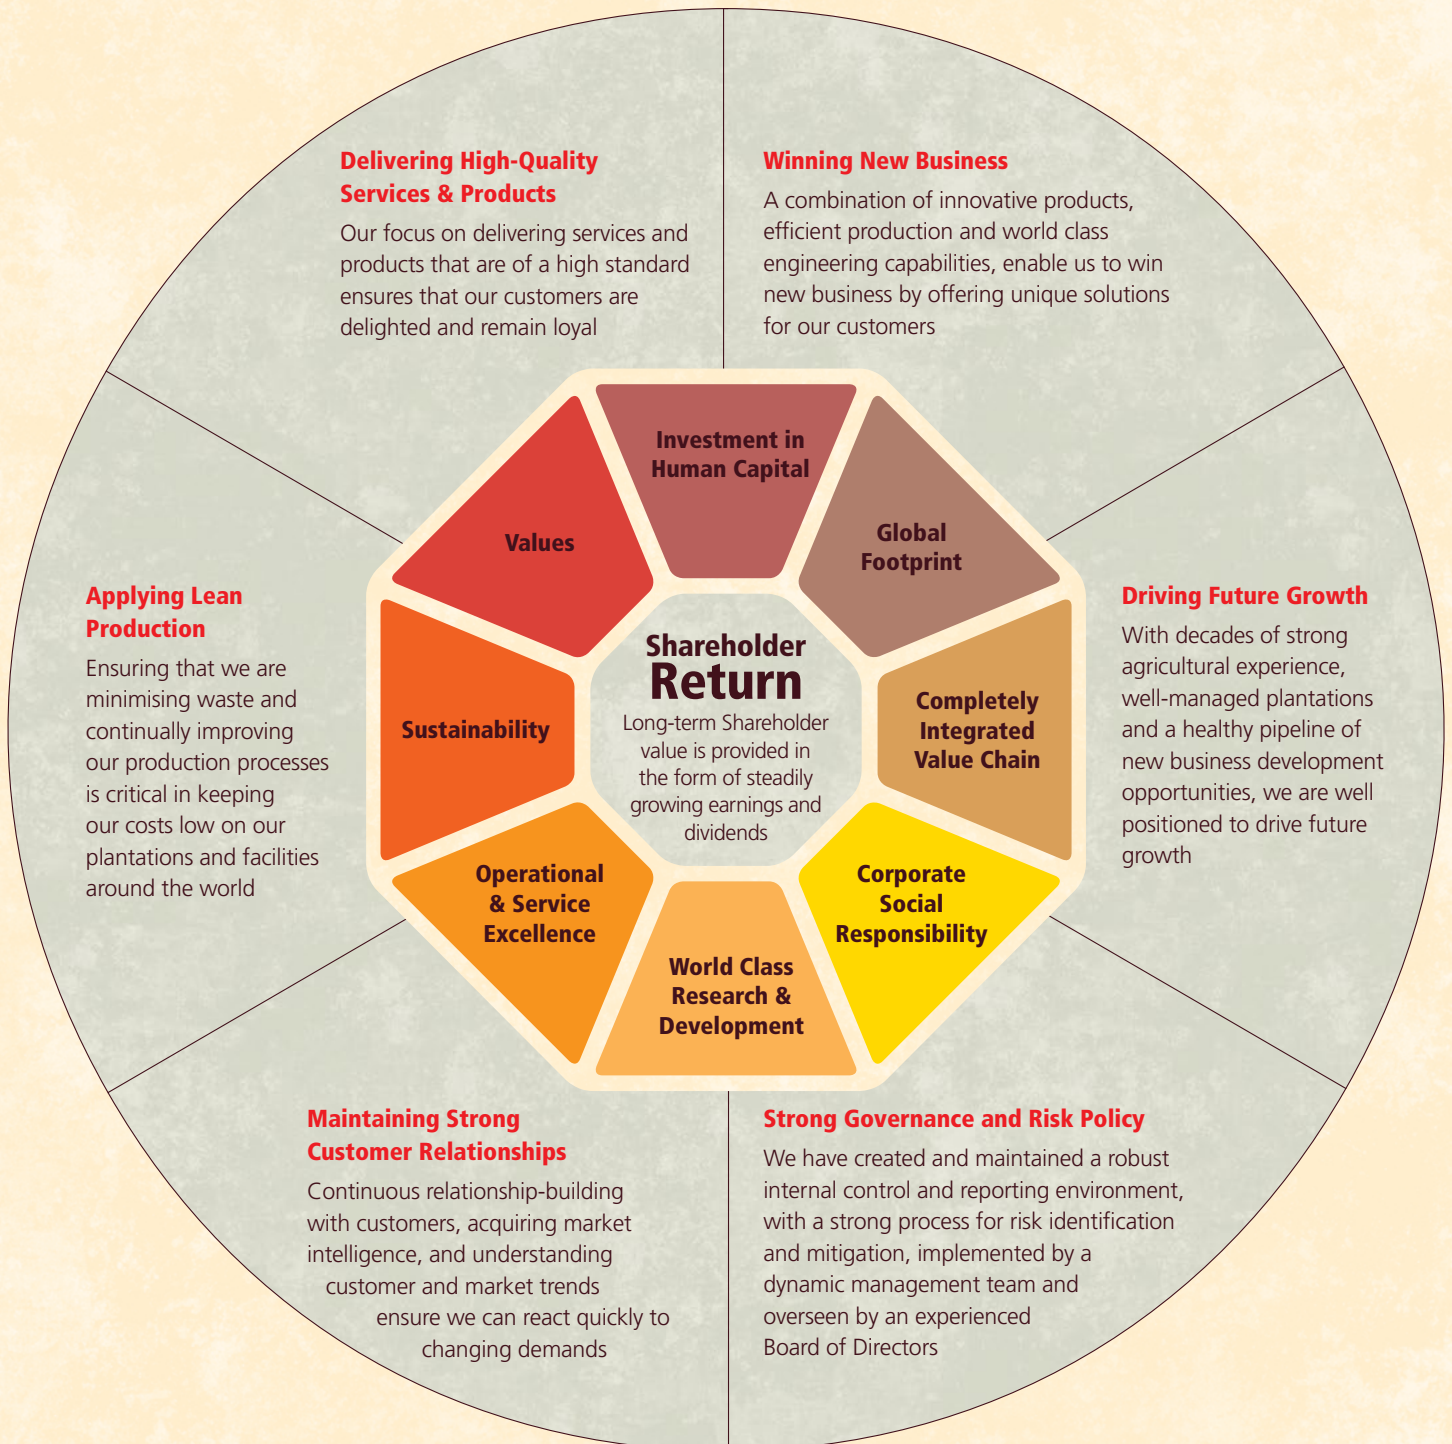 Delivering High-Quality
Services & Products
Our focus on delivering services and
products that are of a high standard
ensures that our customers are
delighted and remain loyal
Winning New Business
A combination of innovative products,
efficient production and world class
engineering capabilities, enable us to win
new business by offering unique solutions
for our customers
Investment in
Human Capital
Values
Global
Footprint
Applying Lean
Production
Ensuring that we are
minimising waste and
continually improving
our production processes
is critical in keeping
our costs low on our
plantations and facilities
around the world
Sustainability
Shareholder
Return
Long-term Shareholder
value is provided in
the form of steadily
growing earnings and
dividends
Completely
Integrated
Value Chain
Driving Future Growth
With decades of strong
agricultural experience,
well-managed plantations
and a healthy pipeline of
new business development
opportunities, we are well
positioned to drive future
growth
Operational
& Service
Excellence
World Class
Research &
Development
Corporate
Social
Responsibility
Maintaining Strong
Customer Relationships
Continuous relationship-building
with customers, acquiring market
intelligence, and understanding
customer and market trends
ensure we can react quickly to
changing demands
Strong Governance and Risk Policy
We have created and maintained a robust
internal control and reporting environment,
with a strong process for risk identification
and mitigation, implemented by a
dynamic management team and
overseen by an experienced
Board of Directors